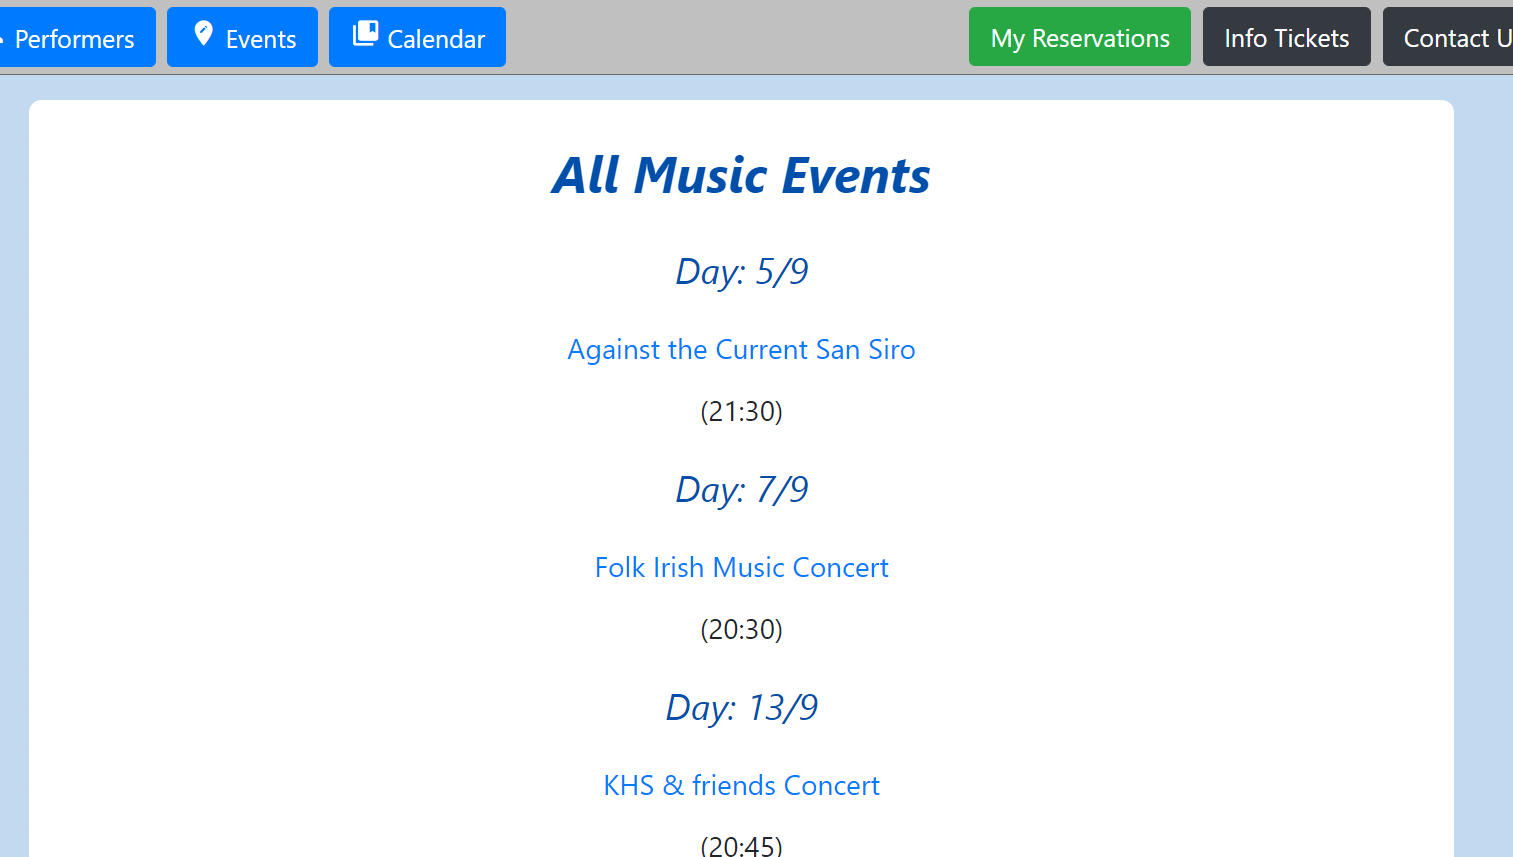 Performers Events Calendar My Reservations Info Tickets Contact U
All Music Events
Day: 5/9
Against the Current San Siro
(21:30)
Day: 7/9
Folk Irish Music Concert
(20:30)
Day: 13/9
KHS & friends Concert
(20:45)